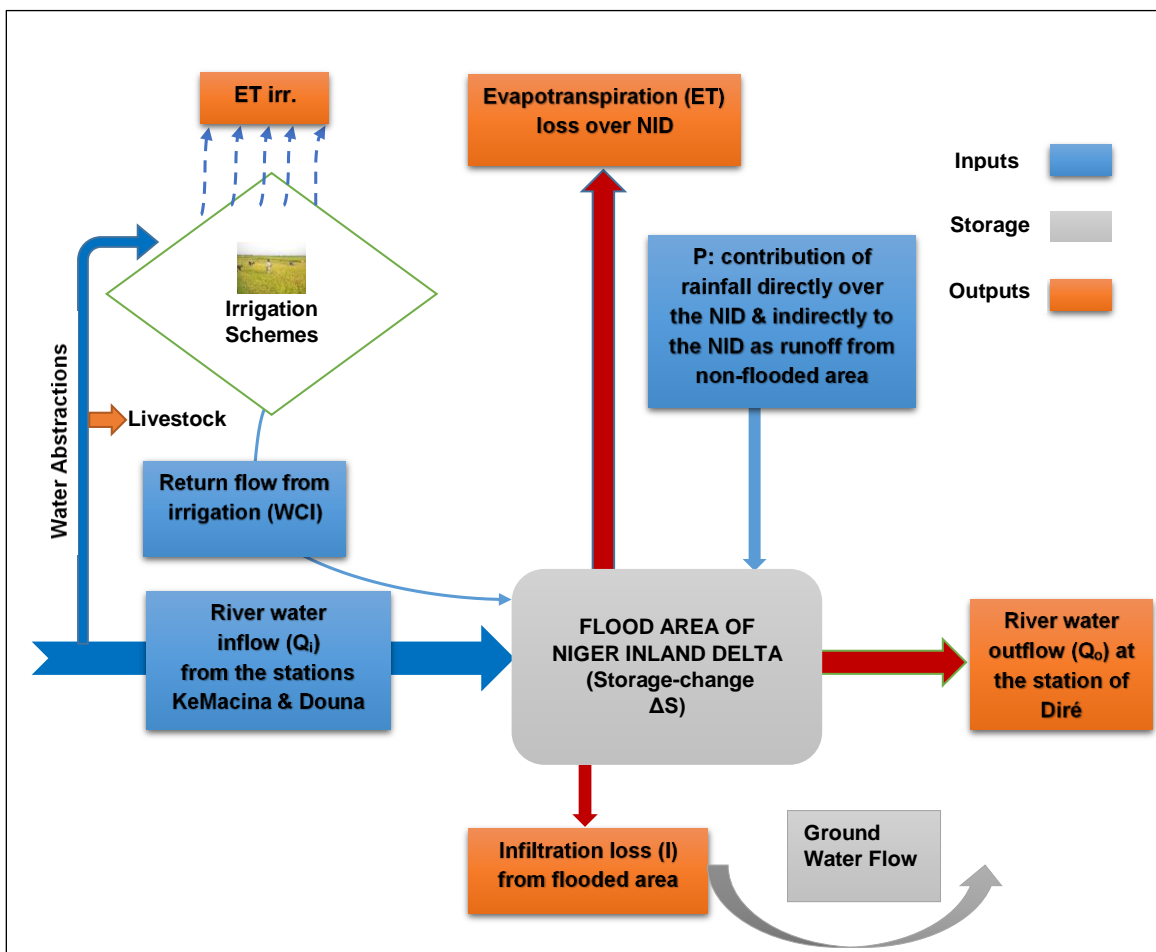 ET irr.
Evapotranspiration (ET)
loss over NID
Inputs
Storage
Outputs
P: contribution of
rainfall directly over
the NID & indirectly to
the NID as runoff from
non-flooded area
Irrigation
Schemes
Water Abstractions
Livestock
Return flow from
irrigation (WCI)
River water
inflow (Qᵢ)
from the stations
KeMacina & Douna
FLOOD AREA OF
NIGER INLAND DELTA
(Storage-change
ΔS)
River water
outflow (Qₒ) at
the station of
Diré
Infiltration loss (I)
from flooded area
Ground
Water Flow